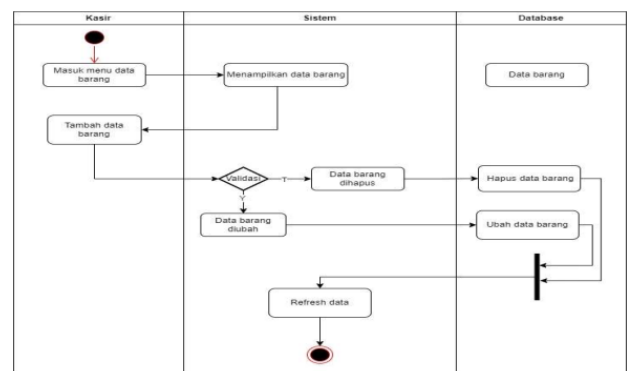 Kasir
Sistem
Database
Masuk menu data
barang
Menampilkan data barang
Data barang
Tambah data
barang
Validasi
T
Data barang
dihapus
Hapus data barang
Y
Data barang
diubah
Ubah data barang
Refresh data